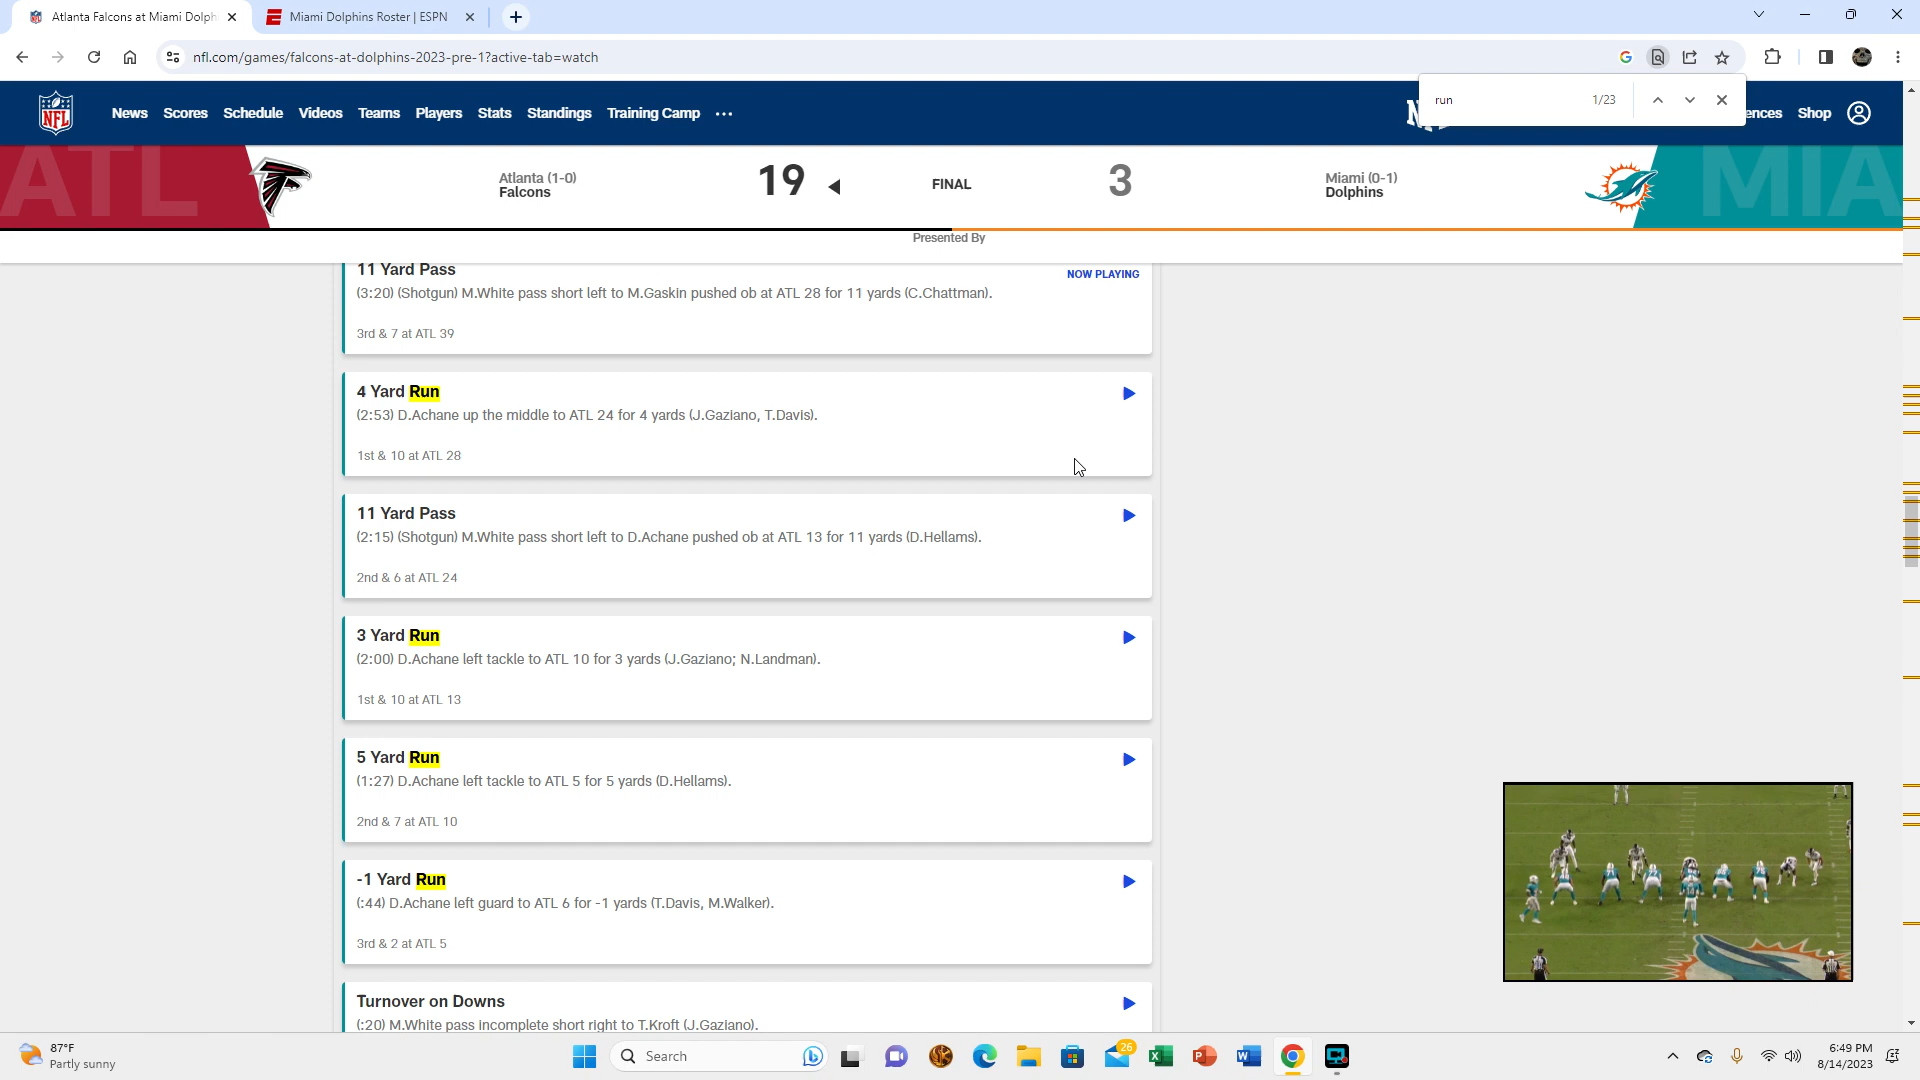 Atlanta Falcons at Miami Dolph
Miami Dolphins Roster | ESPN
nfl.com/games/falcons-at-dolphins-2023-pre-1?active-tab=watch
run
1/23
NFL
News
Scores
Schedule
Videos
Teams
Players
Stats
Standings
Training Camp
ences
Shop
ATL
Atlanta (1-0)
Falcons
19
FINAL
3
Miami (0-1)
Dolphins
MIA
Presented By
11 Yard Pass
NOW PLAYING
(3:20) (Shotgun) M.White pass short left to M.Gaskin pushed ob at ATL 28 for 11 yards (C.Chattman).
3rd & 7 at ATL 39
4 Yard Run
(2:53) D.Achane up the middle to ATL 24 for 4 yards (J.Gaziano, T.Davis).
1st & 10 at ATL 28
11 Yard Pass
(2:15) (Shotgun) M.White pass short left to D.Achane pushed ob at ATL 13 for 11 yards (D.Hellams).
2nd & 6 at ATL 24
3 Yard Run
(2:00) D.Achane left tackle to ATL 10 for 3 yards (J.Gaziano; N.Landman).
1st & 10 at ATL 13
5 Yard Run
(1:27) D.Achane left tackle to ATL 5 for 5 yards (D.Hellams).
2nd & 7 at ATL 10
-1 Yard Run
(:44) D.Achane left guard to ATL 6 for -1 yards (T.Davis, M.Walker).
3rd & 2 at ATL 5
Turnover on Downs
(:20) M.White pass incomplete short right to T.Kroft (J.Gaziano).
87°F
Partly sunny
Search
26
6:49 PM
8/14/2023